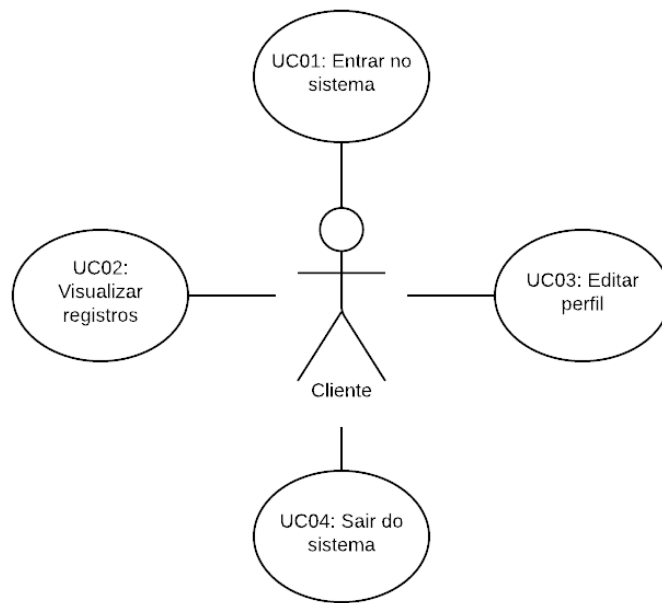 UC01: Entrar no
sistema
UC02:
Visualizar
registros
UC03: Editar
perfil
Cliente
UC04: Sair do
sistema